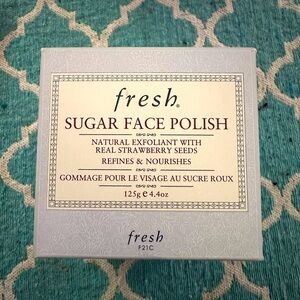 fresh®
SUGAR FACE POLISH
NATURAL EXFOLIANT WITH
REAL STRAWBERRY SEEDS
REFINES & NOURISHES
GOMMAGE POUR LE VISAGE AU SUCRE ROUX
125g e 4.4oz
fresh
F21C